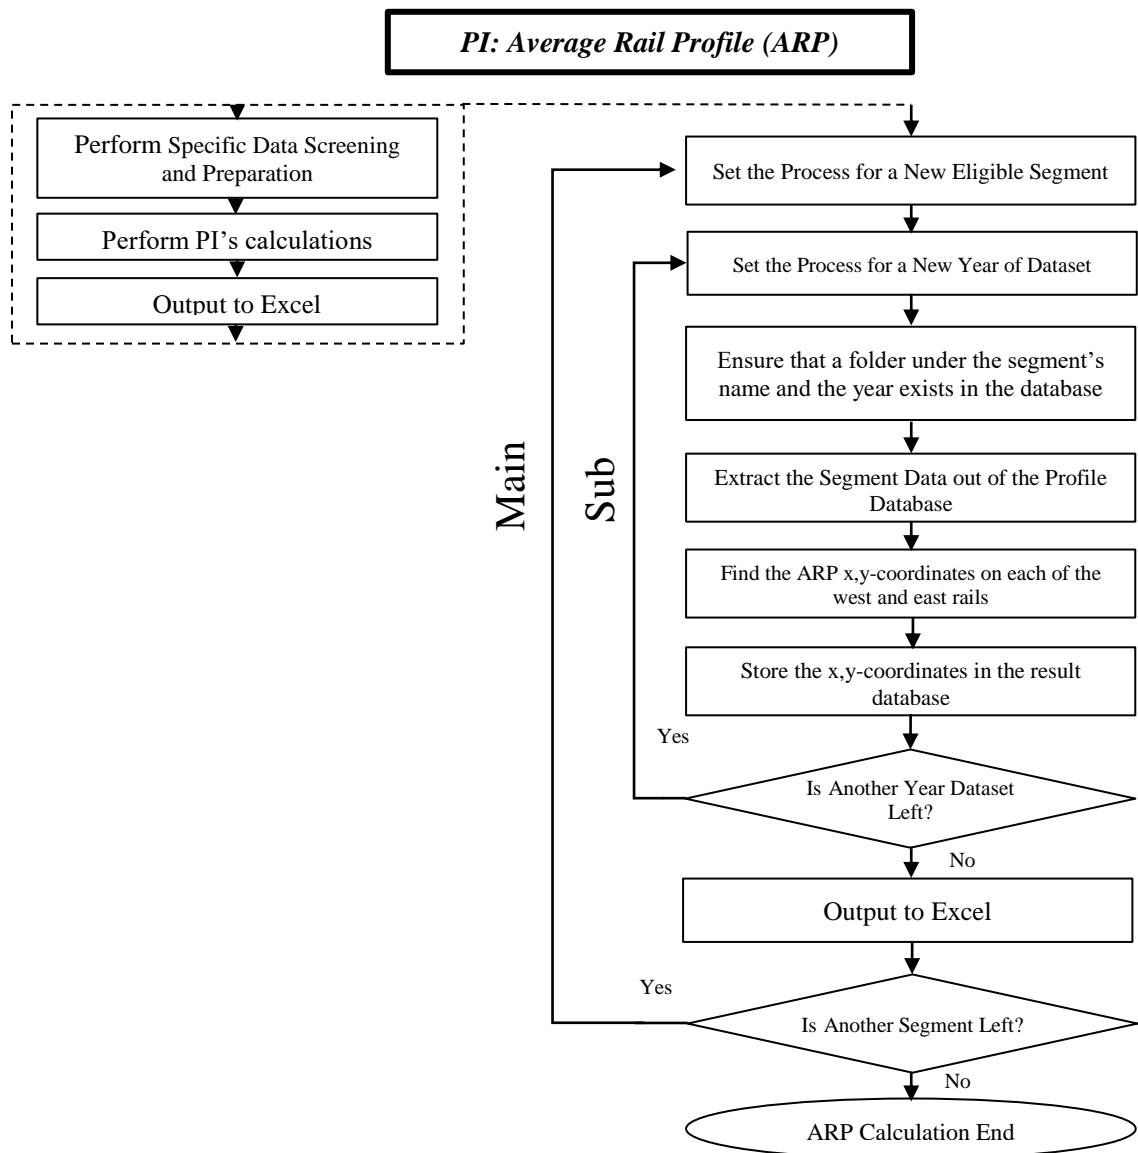 PI: Average Rail Profile (ARP)
Perform Specific Data Screening
and Preparation
Perform PI's calculations
Output to Excel
Set the Process for a New Eligible Segment
Set the Process for a New Year of Dataset
Ensure that a folder under the segment's
name and the year exists in the database
Extract the Segment Data out of the Profile
Database
Find the ARP x,y-coordinates on each of the
west and east rails
Store the x,y-coordinates in the result
database
Main
Sub
Yes
Is Another Year Dataset
Left?
No
Output to Excel
Yes
Is Another Segment Left?
No
ARP Calculation End